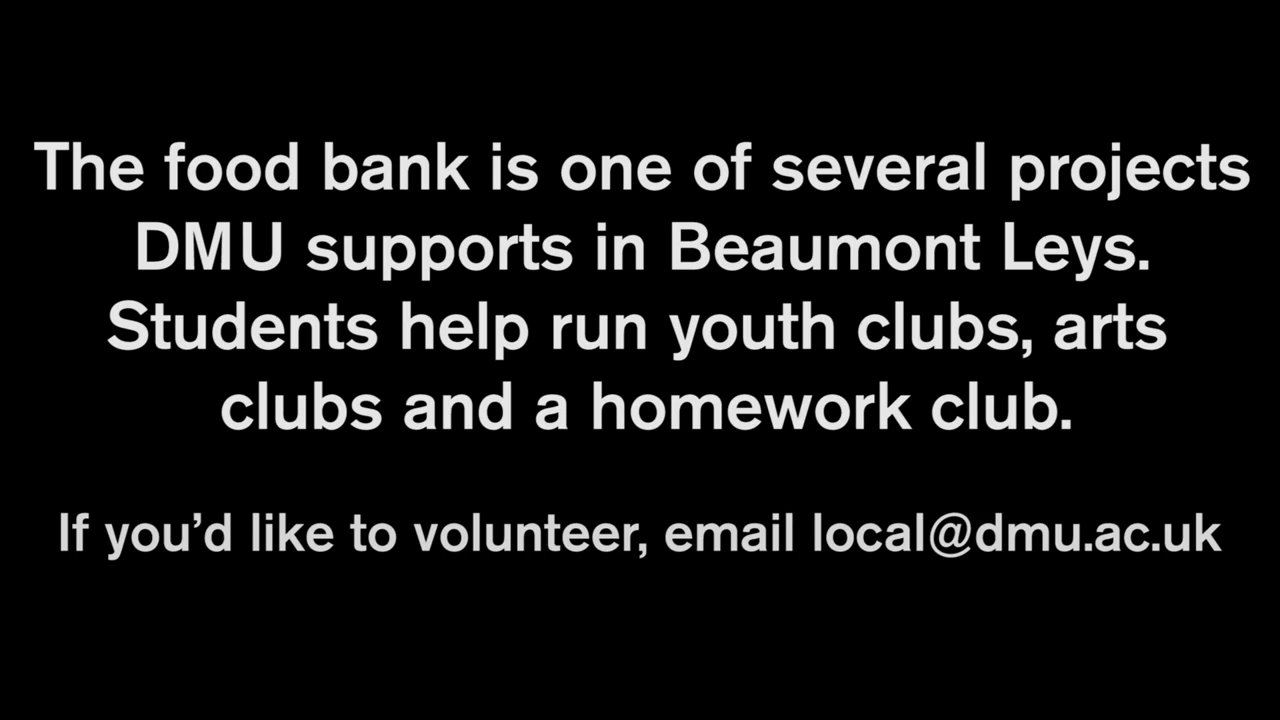 The food bank is one of several projects
DMU supports in Beaumont Leys.
Students help run youth clubs, arts
clubs and a homework club.
If you’d like to volunteer, email local@dmu.ac.uk